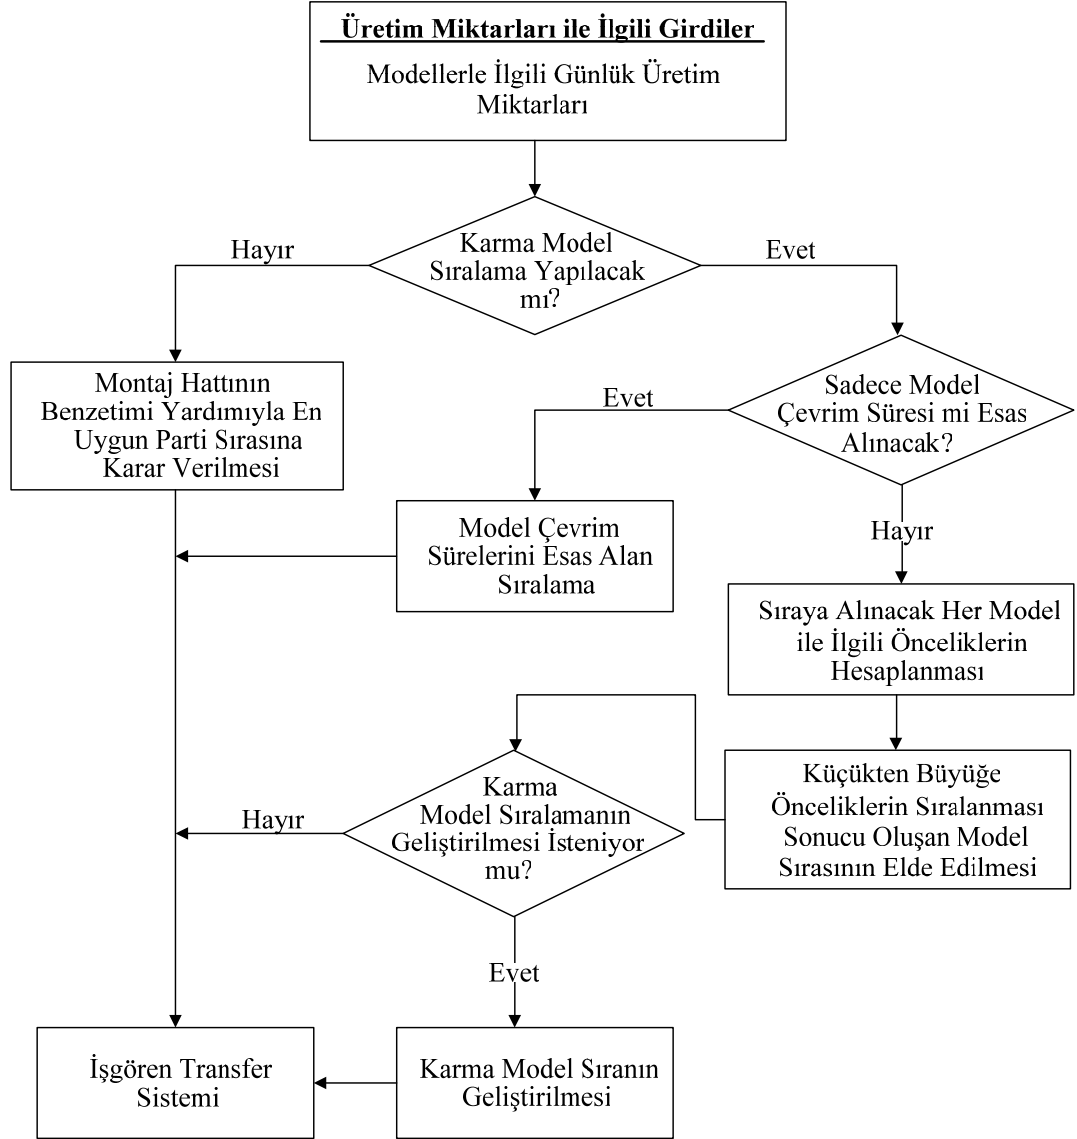 Üretim Miktarları ile İlgili Girdiler
Modellerle İlgili Günlük Üretim
Miktarları
Hayır
Karma Model
Sıralama Yapılacak
mı?
Evet
Montaj Hattının
Benzetimi Yardımıyla En
Uygun Parti Sırasına
Karar Verilmesi
Evet
Sadece Model
Çevrim Süresi mi Esas
Alınacak?
Model Çevrim
Sürelerini Esas Alan
Sıralama
Hayır
Sıraya Alınacak Her Model
ile İlgili Önceliklerin
Hesaplanması
Küçükten Büyüğe
Önceliklerin Sıralanması
Sonucu Oluşan Model
Sırasının Elde Edilmesi
Hayır
Karma
Model Sıralamanın
Geliştirilmesi İsteniyor
mu?
Evet
İşgören Transfer
Sistemi
Karma Model Sıranın
Geliştirilmesi